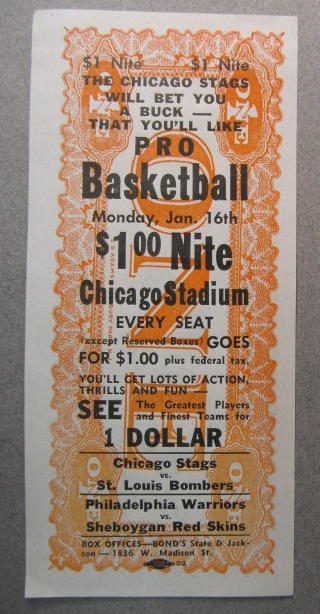 $1 Nite $1 Nite
THE CHICAGO STAGS
WILL BET YOU
A BUCK —
THAT YOU'LL LIKE
PRO
Basketball
Monday, Jan. 16th
$1.00 Nite
Chicago Stadium
EVERY SEAT
(except Reserved Boxes) GOES
FOR $1.00 plus federal tax.
YOU'LL GET LOTS OF ACTION,
THRILLS AND FUN —
SEE The Greatest Players
and Finest Teams for
1 DOLLAR
Chicago Stags
vs.
St. Louis Bombers
Philadelphia Warriors
vs.
Sheboygan Red Skins
BOX OFFICES—BOND'S State & Jack-
son — 1836 W. Madison St.
ONE